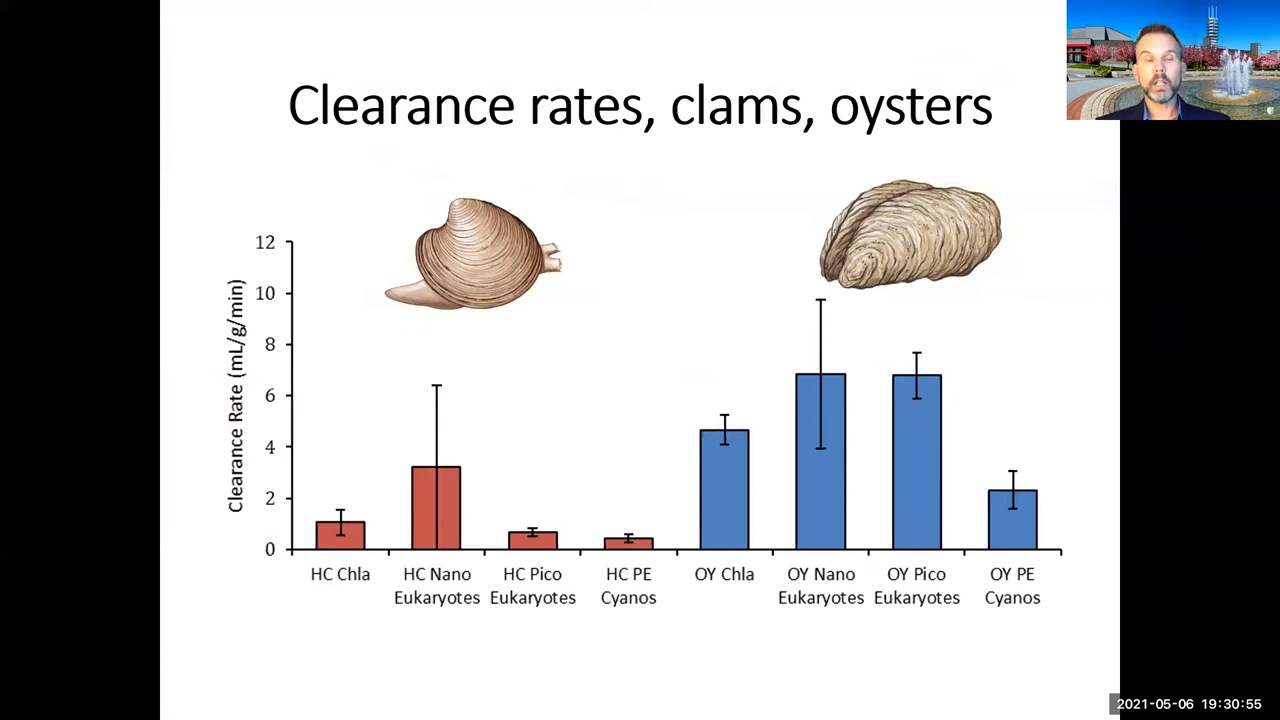 Clearance rates, clams, oysters
12
10
8
6
4
2
0
Clearance Rate (mL/g/min)
HC Chla
HC Nano
Eukaryotes
HC Pico
Eukaryotes
HC PE
Cyanos
OY Chla
OY Nano
Eukaryotes
OY Pico
Eukaryotes
OY PE
Cyanos
2021-05-06 19:30:55